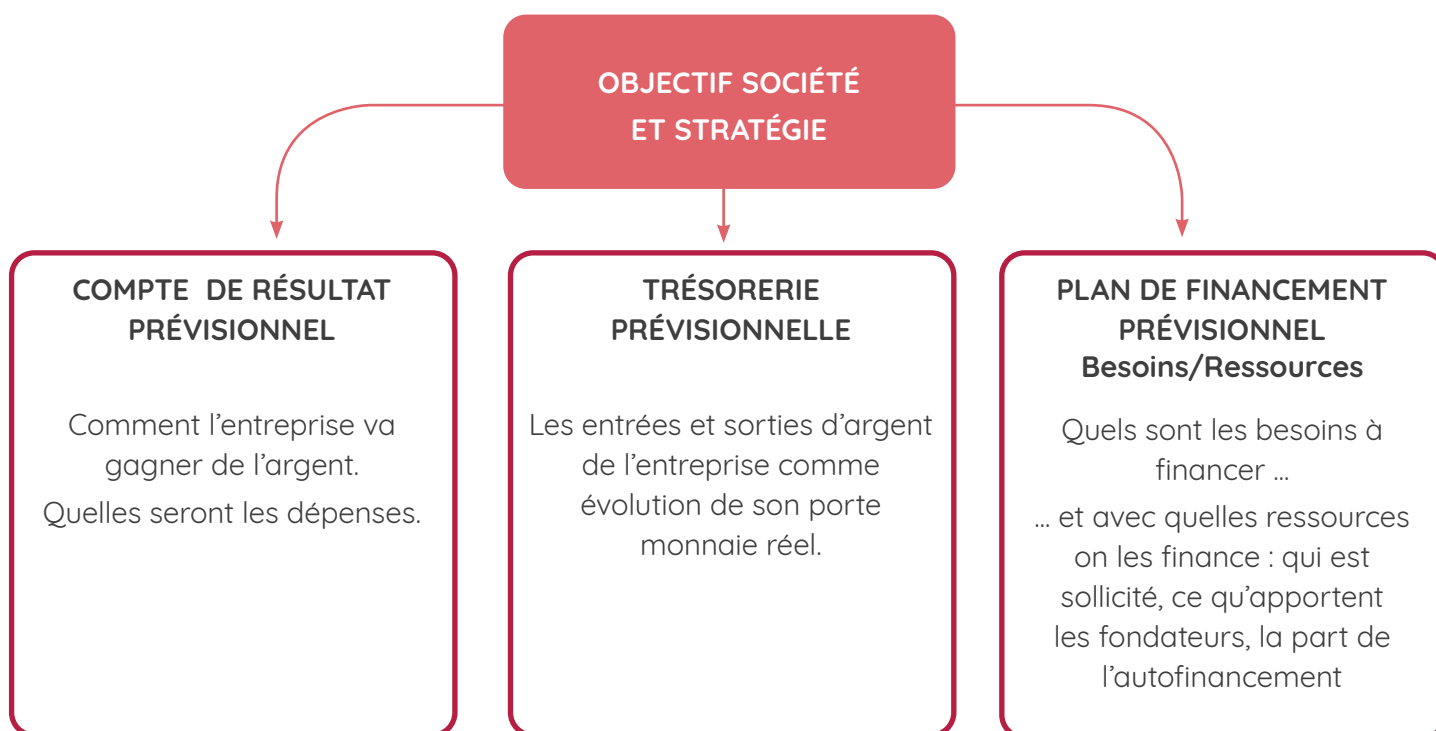 OBJECTIF SOCIÉTÉ
ET STRATÉGIE
COMPTE DE RÉSULTAT
PRÉVISIONNEL
Comment l’entreprise va
gagner de l’argent.
Quelles seront les dépenses.
TRÉSORERIE
PRÉVISIONNELLE
Les entrées et sorties d’argent
de l’entreprise comme
évolution de son porte
monnaie réel.
PLAN DE FINANCEMENT
PRÉVISIONNEL
Besoins/Ressources
Quels sont les besoins à
financer ...
... et avec quelles ressources
on les finance : qui est
sollicité, ce qu’apportent
les fondateurs, la part de
l’autofinancement